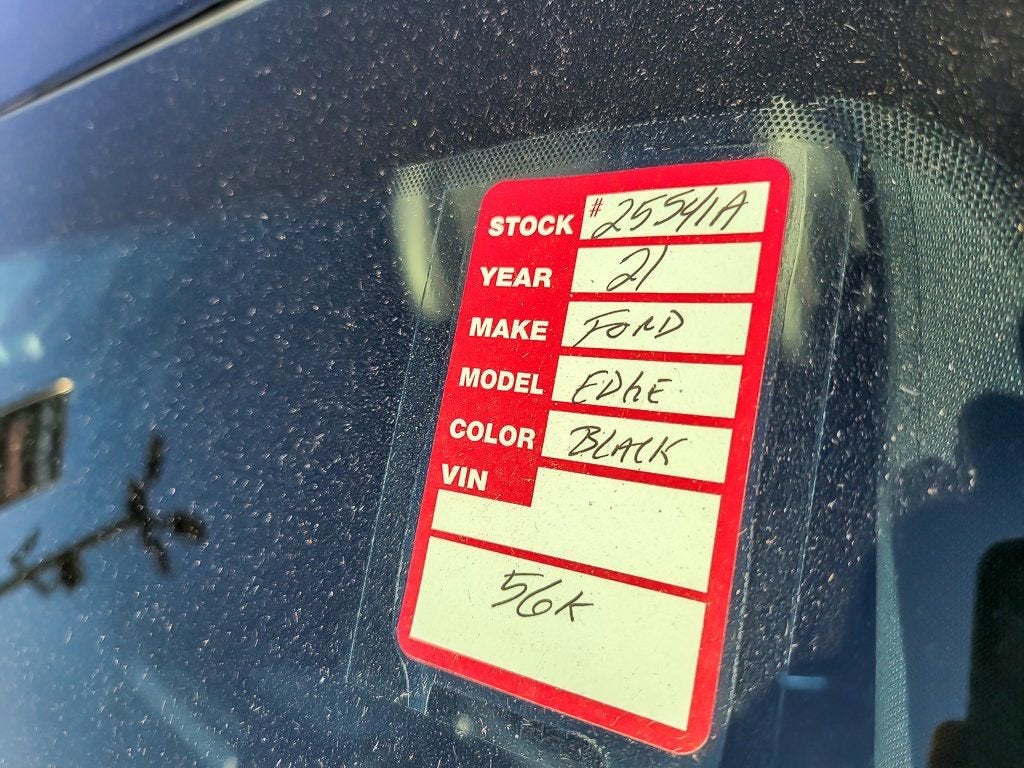 STOCK #25541A
YEAR 21
MAKE FORD
MODEL EDGE
COLOR BLACK
VIN
56K